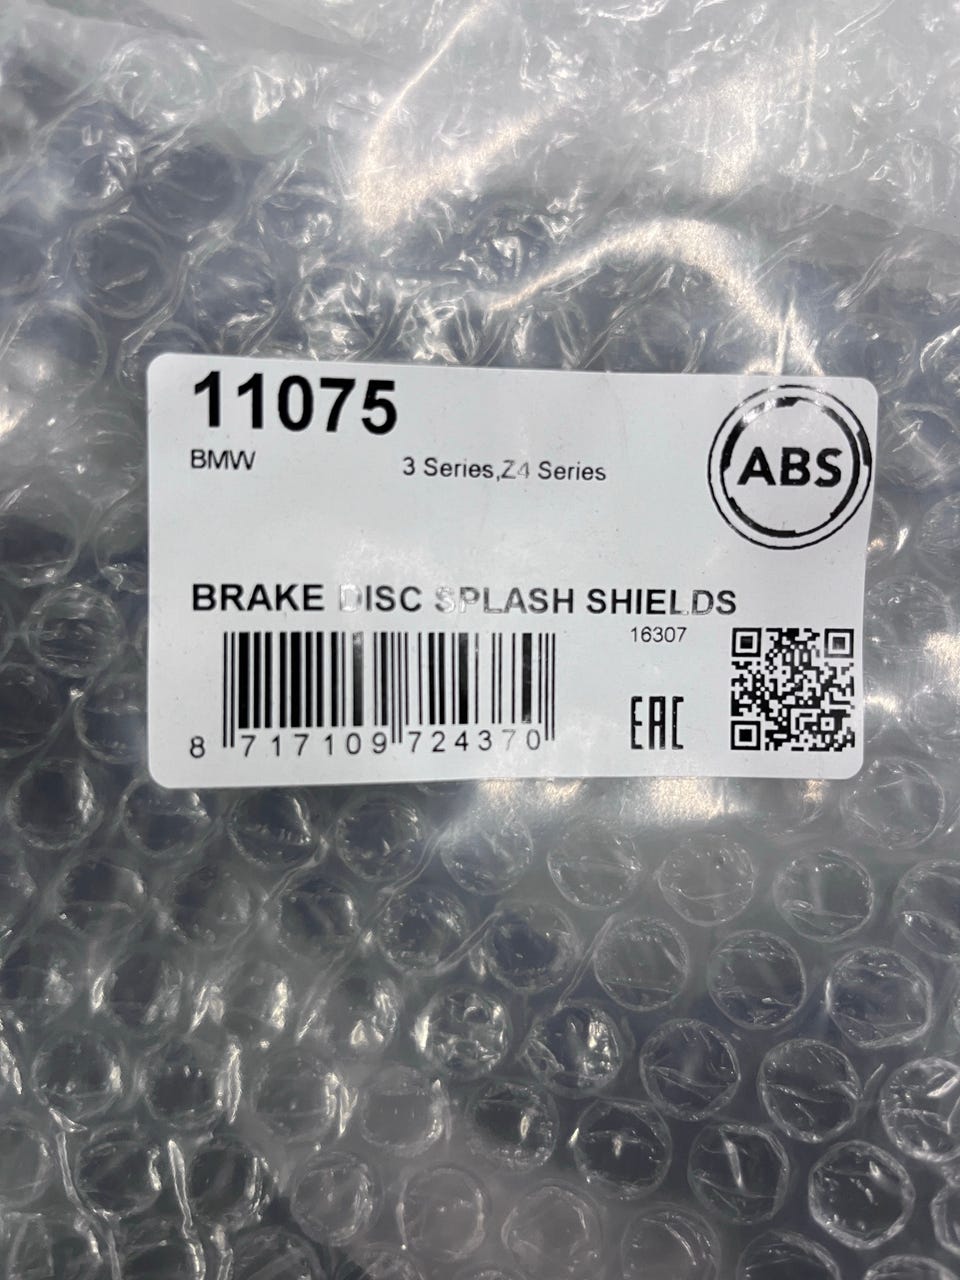 11075
BMW 3 Series,Z4 Series
ABS
BRAKE DISC SPLASH SHIELDS
16307
EAC
8 717109 724370